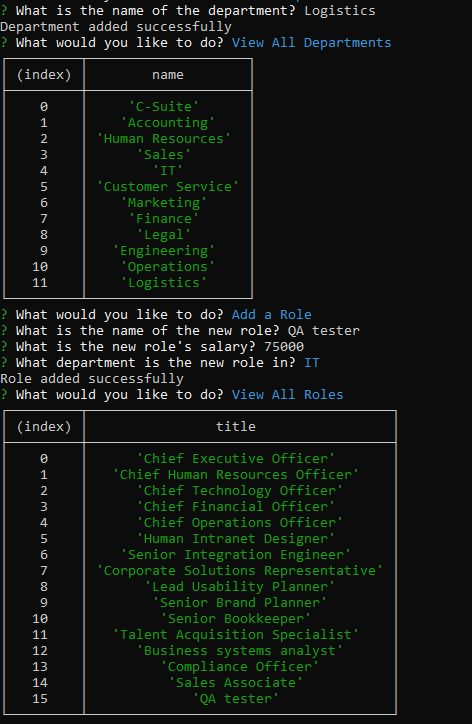 ? What is the name of the department? Logistics
Department added successfully
? What would you like to do? View All Departments
(index) name
0 'C-Suite'
1 'Accounting'
2 'Human Resources'
3 'Sales'
4 'IT'
5 'Customer Service'
6 'Marketing'
7 'Finance'
8 'Legal'
9 'Engineering'
10 'Operations'
11 'Logistics'
? What would you like to do? Add a Role
? What is the name of the new role? QA tester
? What is the new role's salary? 75000
? What department is the new role in? IT
Role added successfully
? What would you like to do? View All Roles
(index) title
0 'Chief Executive Officer'
1 'Chief Human Resources Officer'
2 'Chief Technology Officer'
3 'Chief Financial Officer'
4 'Chief Operations Officer'
5 'Human Intranet Designer'
6 'Senior Integration Engineer'
7 'Corporate Solutions Representative'
8 'Lead Usability Planner'
9 'Senior Brand Planner'
10 'Senior Bookkeeper'
11 'Talent Acquisition Specialist'
12 'Business systems analyst'
13 'Compliance Officer'
14 'Sales Associate'
15 'QA tester'